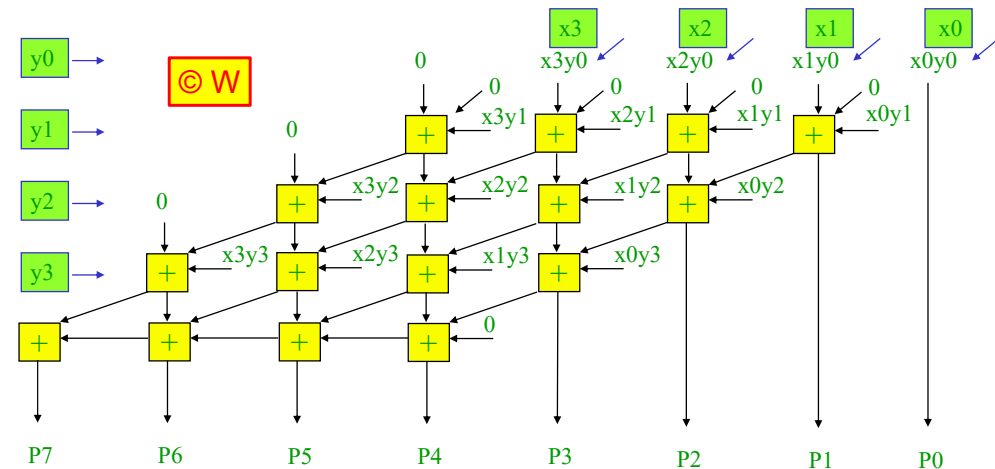 x3 x2 x1 x0
y0 © W 0 x3y0 x2y0 x1y0 x0y0
0 0 0 0
y1 0 + x3y1 + x2y1 + x1y1 + x0y1
y2 0 + x3y2 + x2y2 + x1y2 + x0y2
y3 + x3y3 + x2y3 + x1y3 + x0y3
+ + + + 0
P7 P6 P5 P4 P3 P2 P1 P0